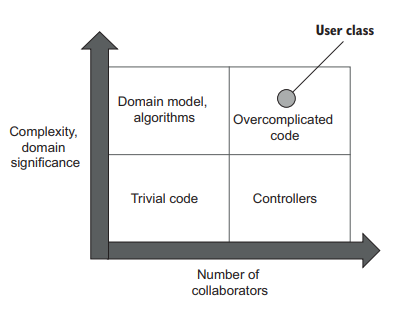 User class
Complexity,
domain
significance
Domain model,
algorithms
Overcomplicated
code
Trivial code
Controllers
Number of
collaborators